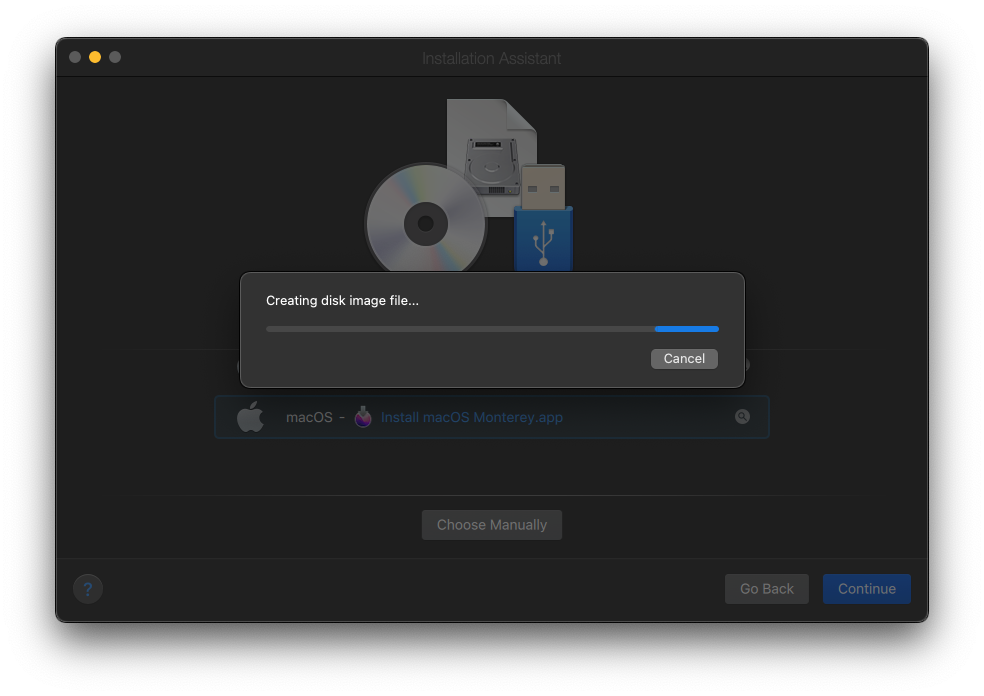 Installation Assistant
Creating disk image file...
Cancel
macOS - Install macOS Monterey.app
Choose Manually
?
Go Back
Continue